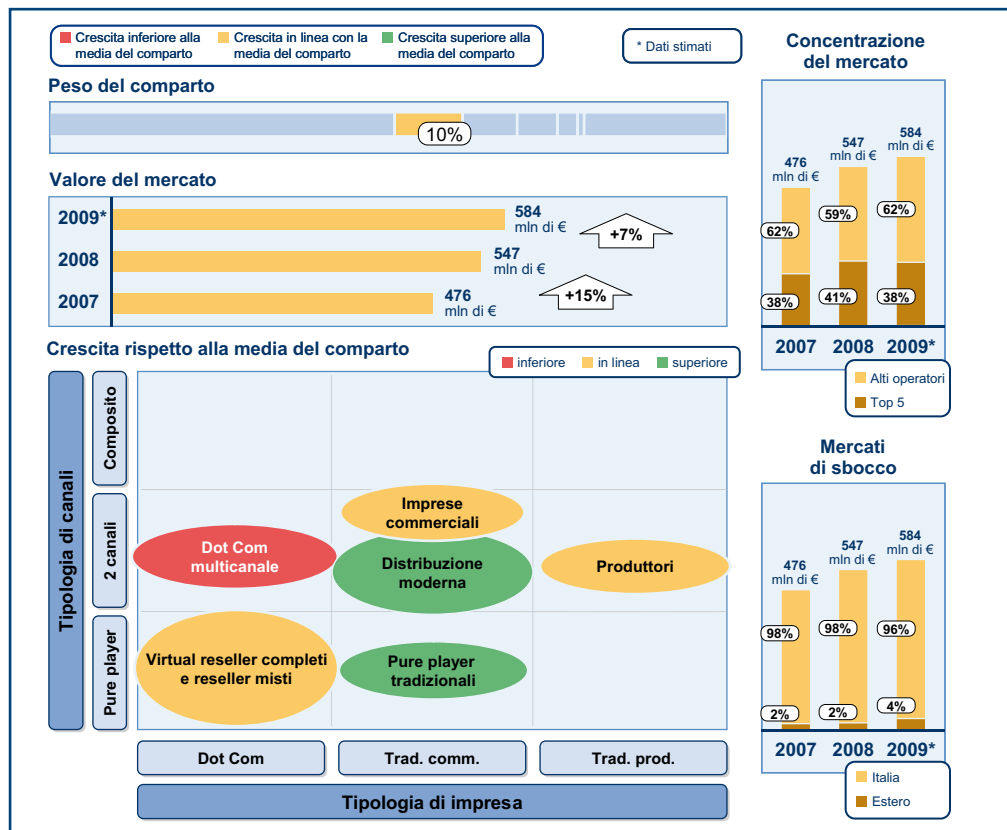 Crescita inferiore alla
media del comparto
Crescita in linea con la
media del comparto
Crescita superiore alla
media del comparto
* Dati stimati
Peso del comparto
10%
Valore del mercato
2009*
584
mln di €
+7%
2008
547
mln di €
2007
476
mln di €
+15%
Crescita rispetto alla media del comparto
inferiore
in linea
superiore
Tipologia di canali
Composito
2 canali
Pure player
Imprese
commerciali
Dot Com
multicanale
Distribuzione
moderna
Produttori
Virtual reseller completi
e reseller misti
Pure player
tradizionali
Dot Com
Trad. comm.
Trad. prod.
Tipologia di impresa
Concentrazione
del mercato
476
mln di €
547
mln di €
584
mln di €
62%
59%
62%
38%
41%
38%
2007
2008
2009*
Alti operatori
Top 5
Mercati
di sbocco
476
mln di €
547
mln di €
584
mln di €
98%
98%
96%
2%
2%
4%
2007
2008
2009*
Italia
Estero